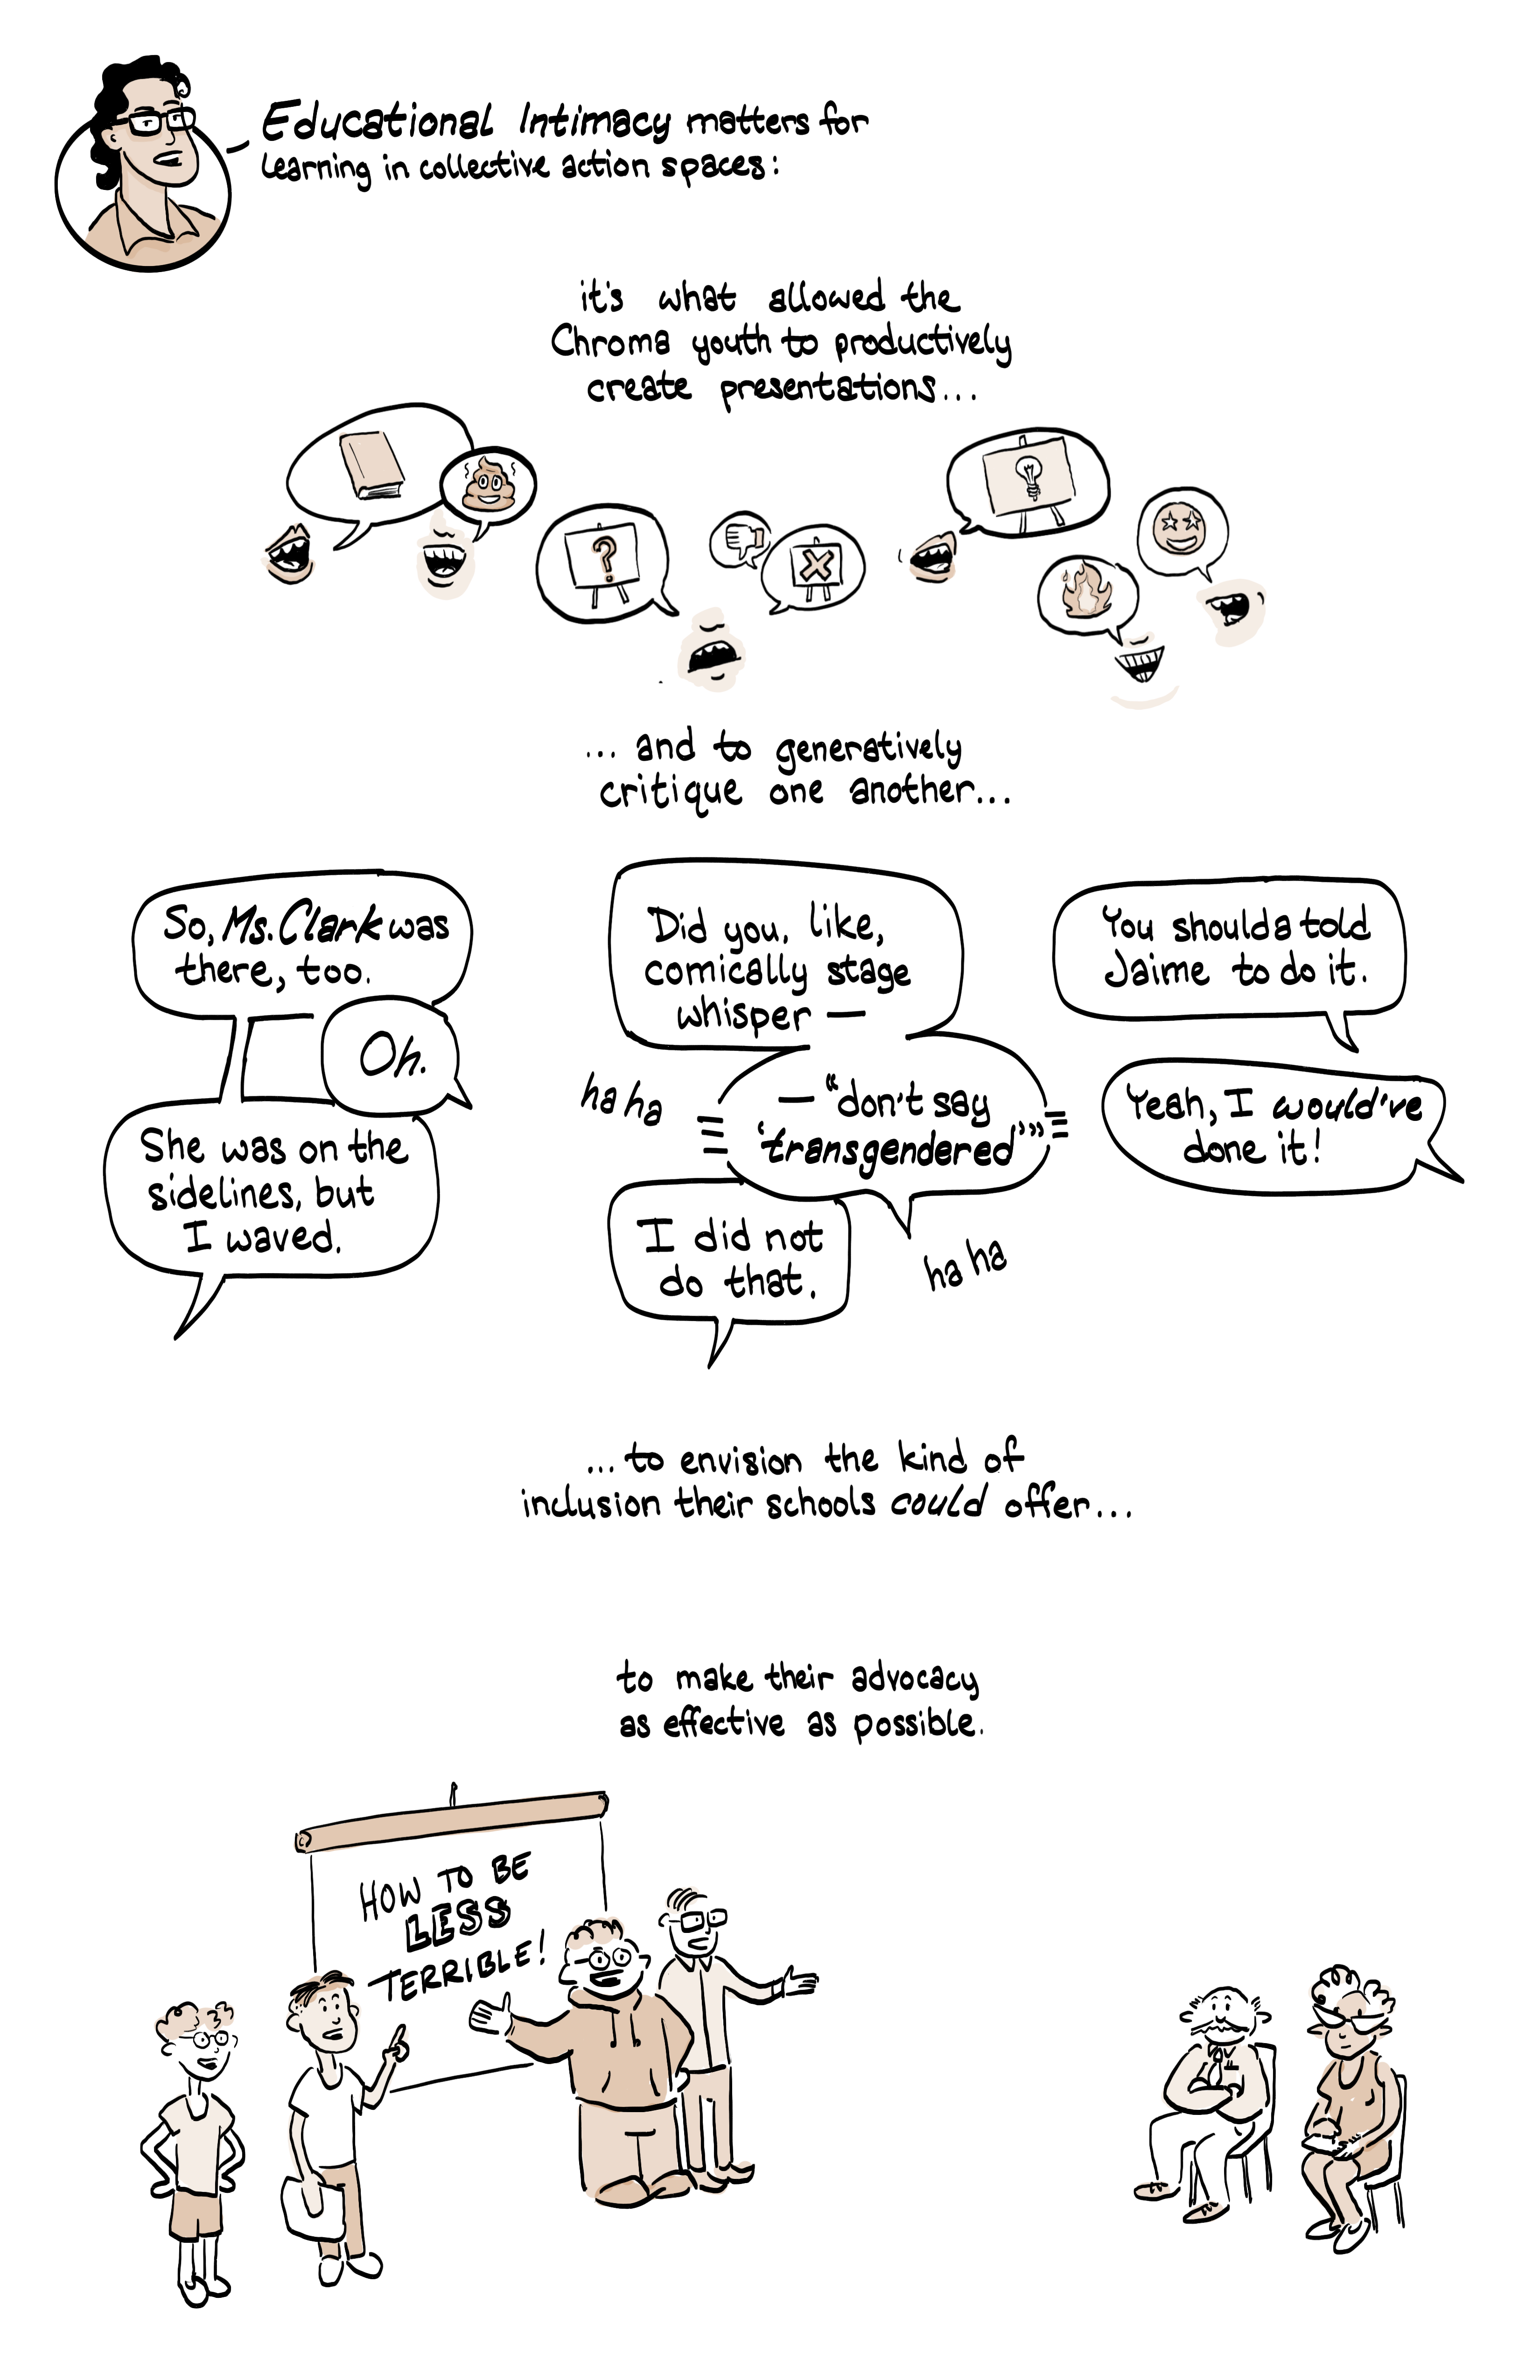 Educational Intimacy matters for
learning in collective action spaces:
it's what allowed the
Chroma youth to productively
create presentations...
?
... and to generatively
critique one another...
So, Ms. Clark was
there, too.
Oh.
She was on the
sidelines, but
I waved.
Did you, like,
comically stage
whisper —
— "don't say
'transgendered'"
ha ha
I did not
do that.
ha ha
You shoulda told
Jaime to do it.
Yeah, I would've
done it!
... to envision the kind of
inclusion their schools could offer...
to make their advocacy
as effective as possible.
HOW TO BE
LESS
TERRIBLE!